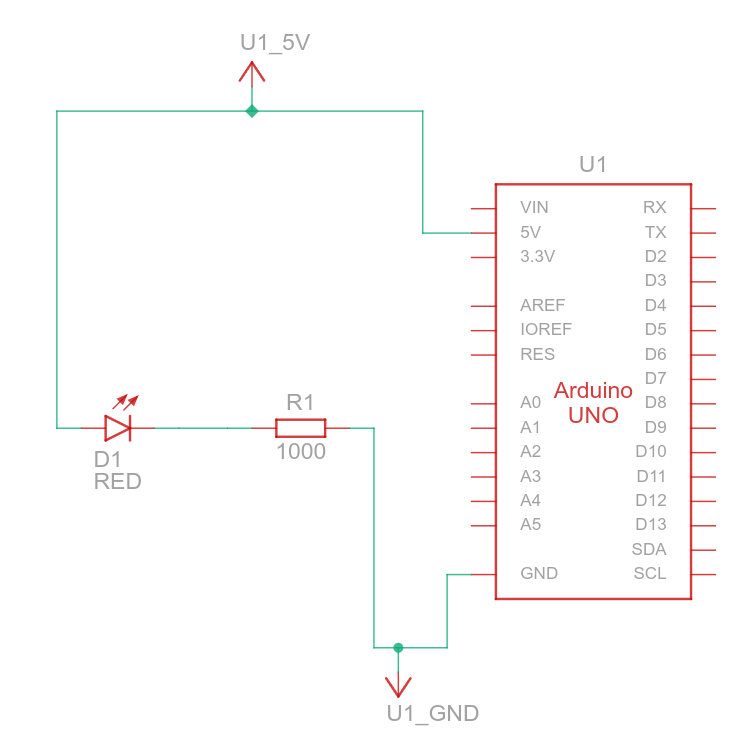 U1_5V
U1
VIN
RX
5V
TX
3.3V
D2
D3
AREF
D4
IOREF
D5
RES
D6
D7
Arduino
UNO
A0
D8
A1
D9
A2
D10
A3
D11
A4
D12
A5
D13
SDA
GND
SCL
R1
1000
D1
RED
U1_GND